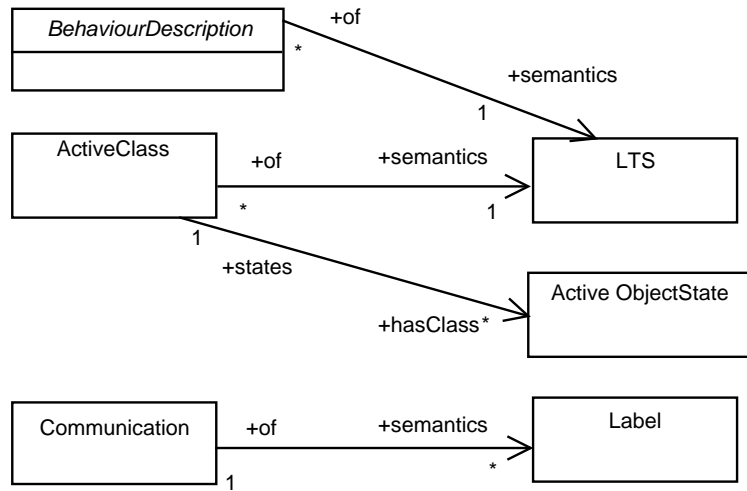 BehaviourDescription
+of
*
+semantics
1
ActiveClass
+of
+semantics
LTS
*
1
1
+states
Active ObjectState
+hasClass*
Communication
+of
+semantics
Label
1
*